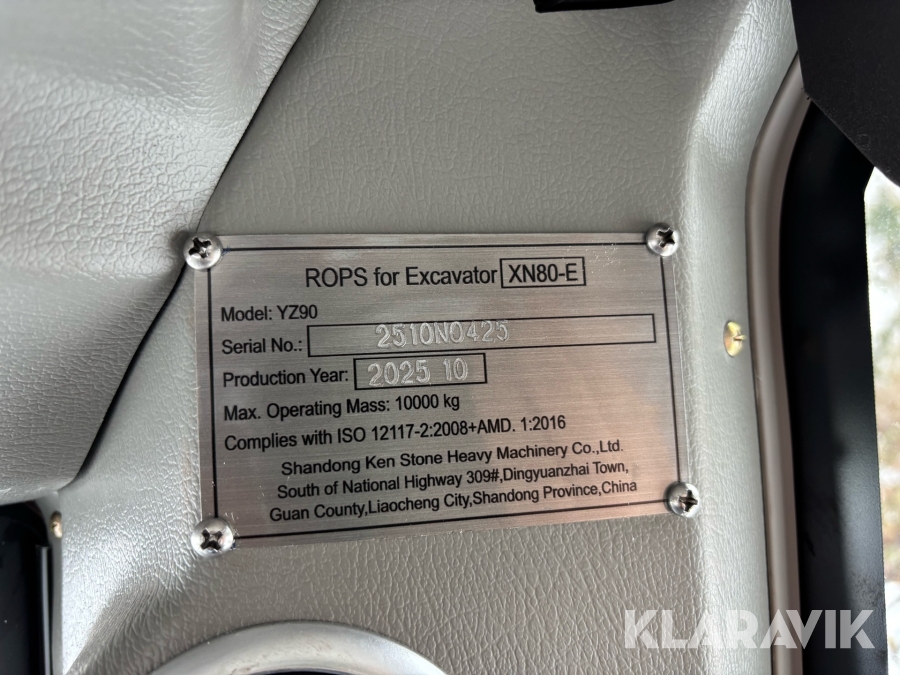 ROPS for Excavator XN80-E
Model: YZ90
Serial No.: 2510N0425
Production Year: 2025 10
Max. Operating Mass: 10000 kg
Complies with ISO 12117-2:2008+AMD. 1:2016
Shandong Ken Stone Heavy Machinery Co.,Ltd.
South of National Highway 309#,Dingyuanzhai Town,
Guan County,Liaocheng City,Shandong Province,China
KLARAVIK